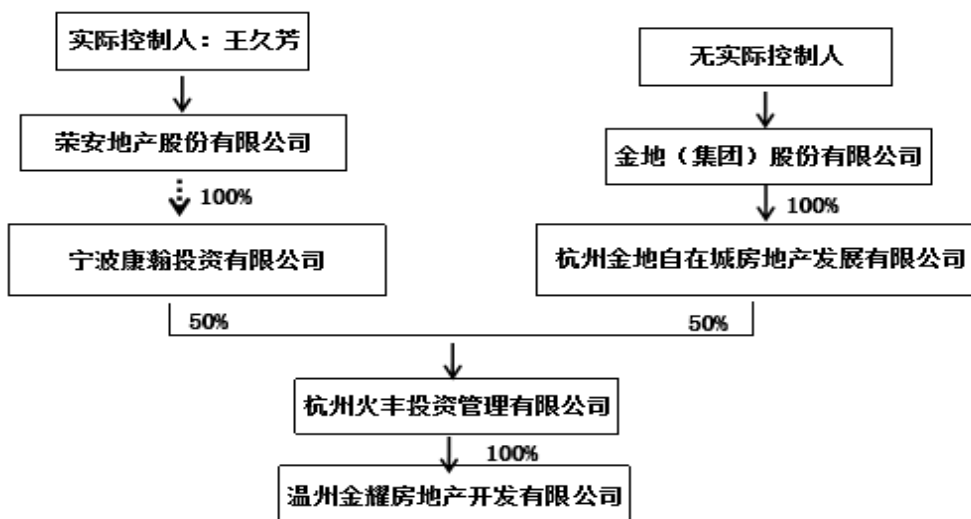 实际控制人：王久芳
无实际控制人
荣安地产股份有限公司
金地（集团）股份有限公司
100%
100%
宁波康瀚投资有限公司
杭州金地自在城房地产发展有限公司
50%
50%
杭州火丰投资管理有限公司
100%
温州金耀房地产开发有限公司